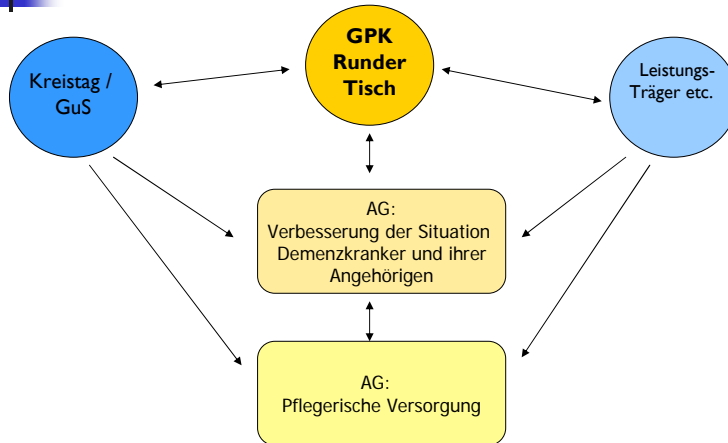 GPK
Runder
Tisch
Kreistag /
GuS
Leistungs-
Träger etc.
AG:
Verbesserung der Situation
Demenzkranker und ihrer
Angehörigen
AG:
Pflegerische Versorgung